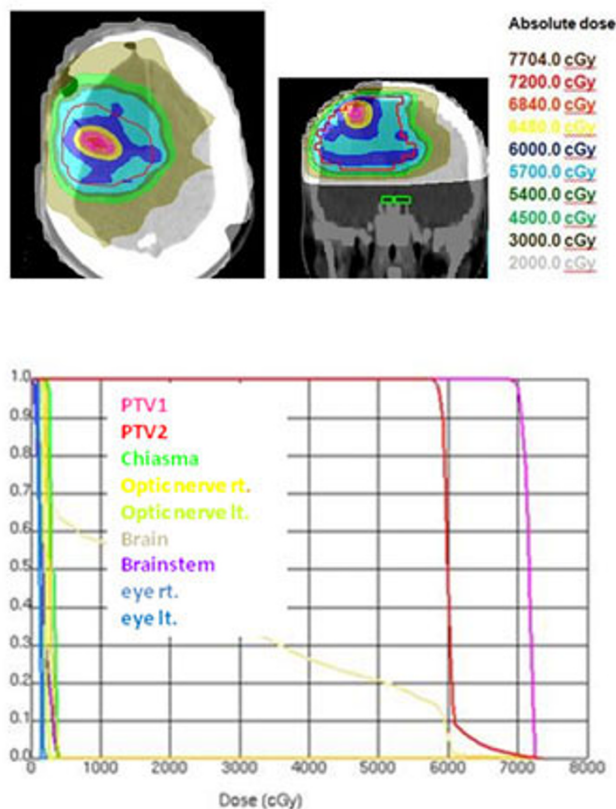 Absolute dose
7704.0 cGy
7200.0 cGy
6840.0 cGy
6480.0 cGy
6000.0 cGy
5700.0 cGy
5400.0 cGy
4500.0 cGy
3000.0 cGy
2000.0 cGy
1.0
0.9
0.8
0.7
0.6
0.5
0.4
0.3
0.2
0.1
0.0
PTV1
PTV2
Chiasma
Optic nerve rt.
Optic nerve lt.
Brain
Brainstem
eye rt.
eye lt.
0 1000 2000 3000 4000 5000 6000 7000 8000
Dose (cGy)